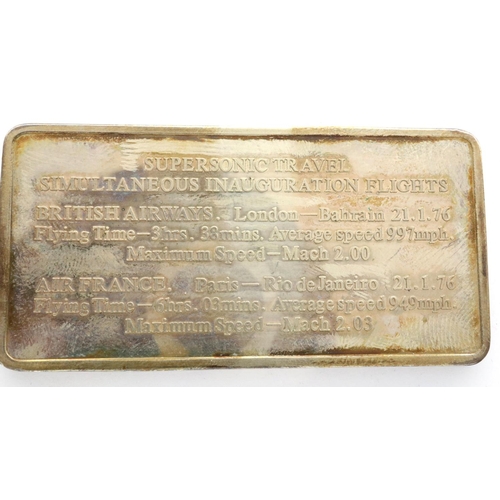 SUPERSONIC TRAVEL
SIMULTANEOUS INAUGURATION FLIGHTS
BRITISH AIRWAYS. London — Bahrain 21.1.76
Flying Time — 3hrs. 38mins. Average speed 997mph.
Maximum Speed — Mach 2.00
AIR FRANCE. Paris — Rio de Janeiro 21.1.76
Flying Time — 6hrs. 03mins. Average speed 949mph.
Maximum Speed — Mach 2.03